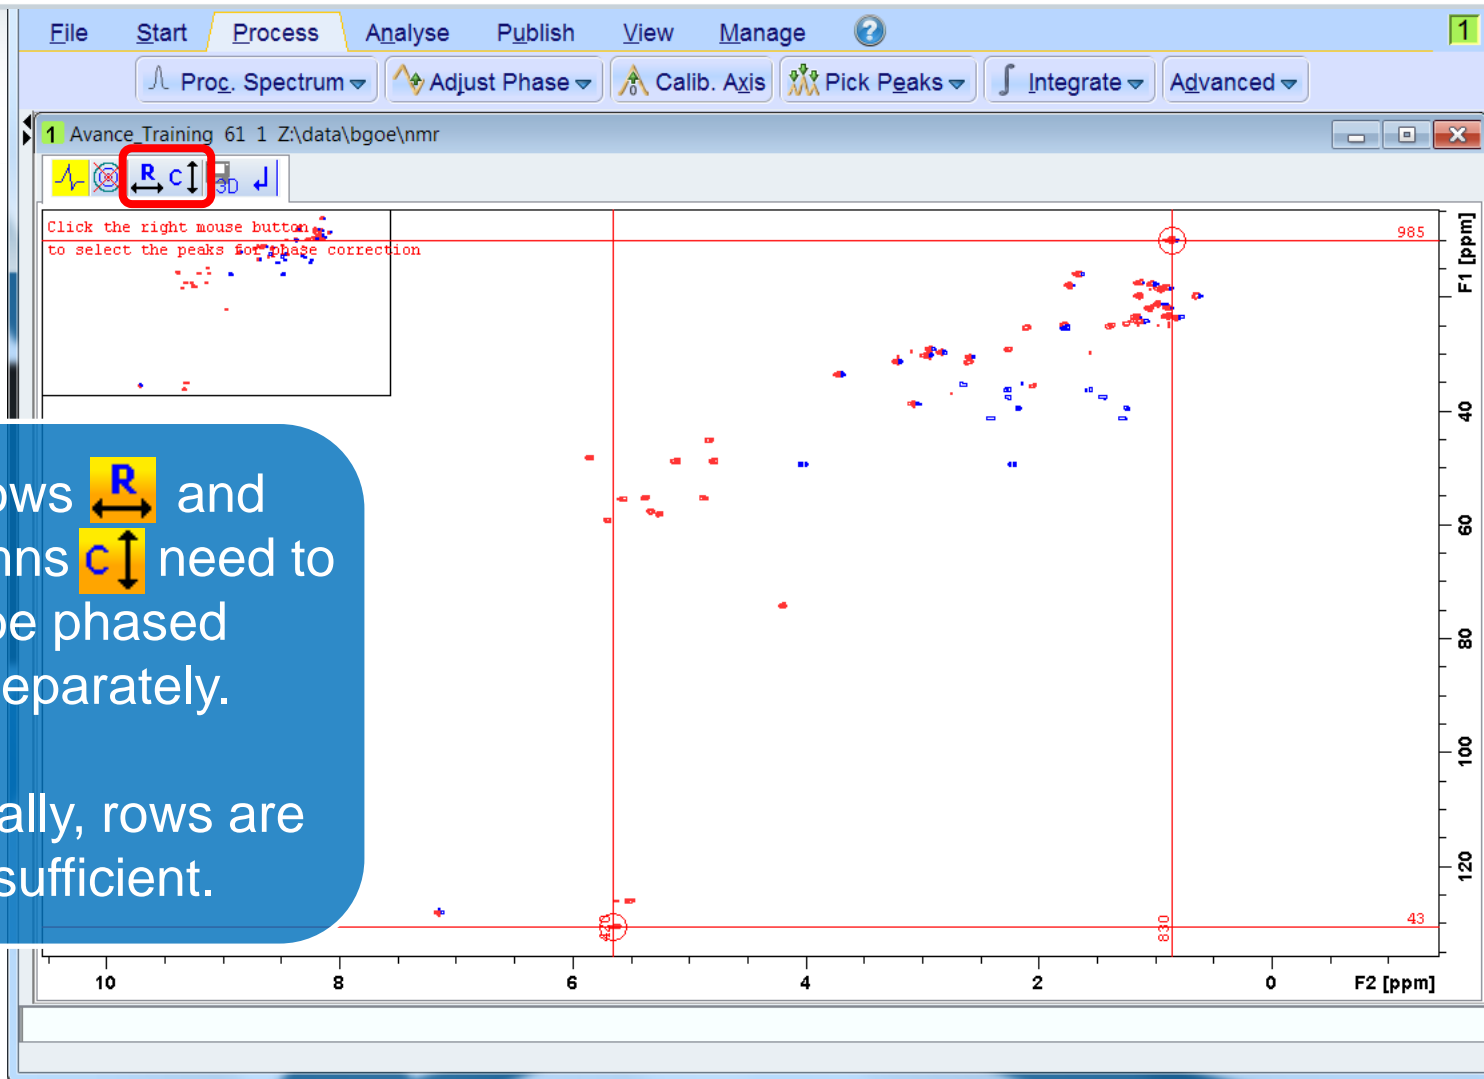 File Start Process Analyse Publish View Manage ? 1
Proc. Spectrum Adjust Phase Calib. Axis Pick Peaks Integrate Advanced
1 Avance_Training 61 1 Z:\data\bgoe\nmr
R C 3D
Click the right mouse button
to select the peaks for phase correction
985
F1 [ppm]
40
60
80
100
120
ows R and
nns C need to
be phased
eparately.
ally, rows are
sufficient.
43
830
10 8 6 4 2 0 F2 [ppm]